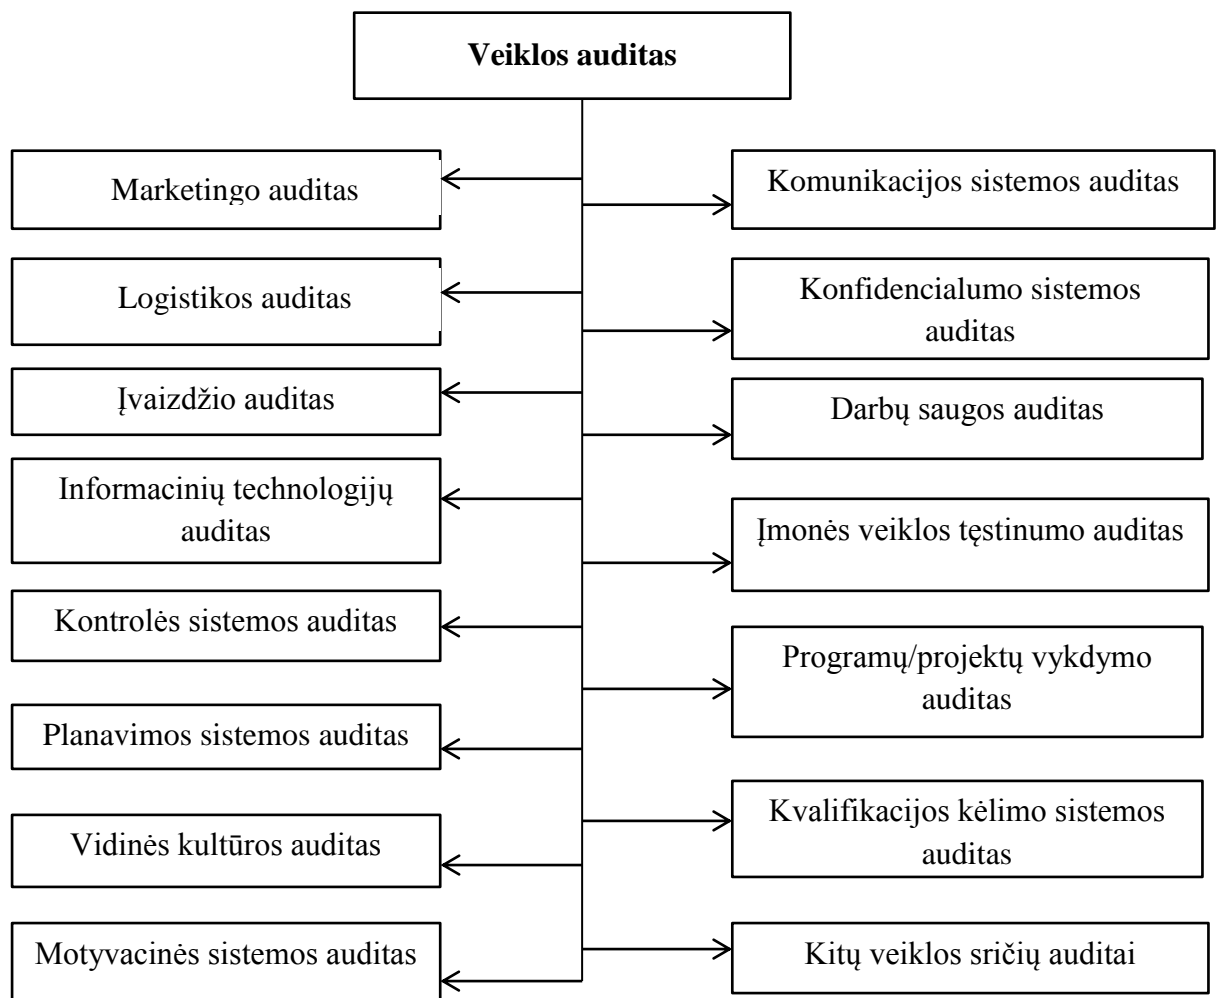 Veiklos auditas
Marketingo auditas
Logistikos auditas
Įvaizdžio auditas
Informacinių technologijų
auditas
Kontrolės sistemos auditas
Planavimos sistemos auditas
Vidinės kultūros auditas
Motyvacinės sistemos auditas
Komunikacijos sistemos auditas
Konfidencialumo sistemos
auditas
Darbų saugos auditas
Įmonės veiklos tęstinumo auditas
Programų/projektų vykdymo
auditas
Kvalifikacijos kėlimo sistemos
auditas
Kitų veiklos sričių auditai